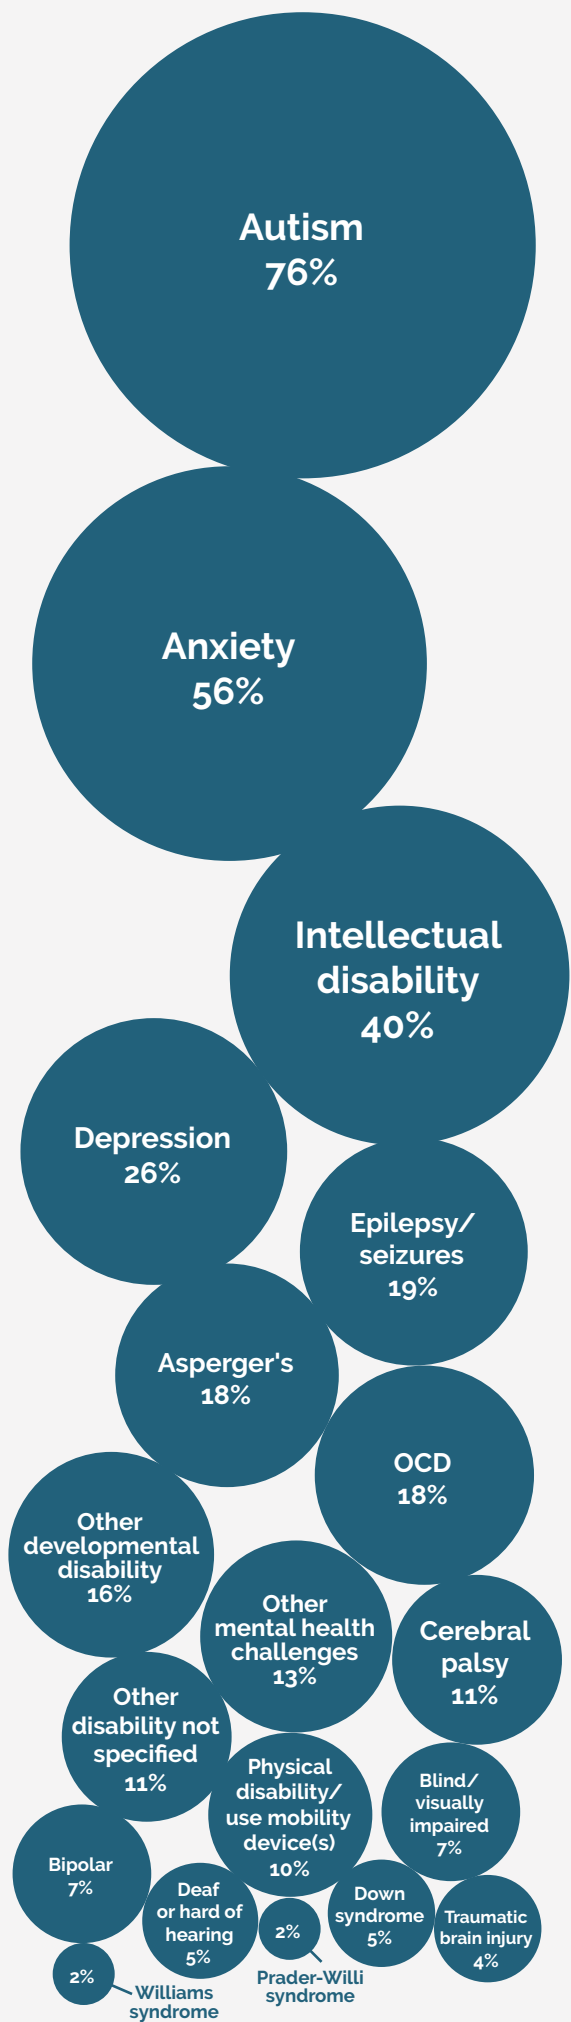 Autism
76%
Anxiety
56%
Intellectual
disability
40%
Depression
26%
Epilepsy/
seizures
19%
Asperger's
18%
OCD
18%
Other
developmental
disability
16%
Other
mental health
challenges
13%
Cerebral
palsy
11%
Other
disability not
specified
11%
Physical
disability/
use mobility
device(s)
10%
Blind/
visually
impaired
7%
Bipolar
7%
Deaf
or hard of
hearing
5%
2%
Prader-Willi
syndrome
Down
syndrome
5%
Traumatic
brain injury
4%
2%
Williams
syndrome